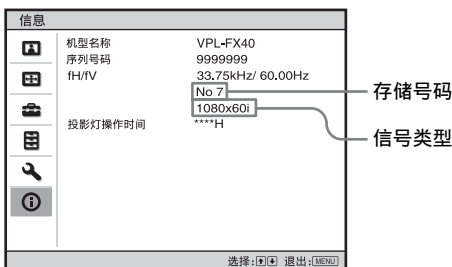 信息
机型名称 VPL-FX40
序列号码 9999999
fH/fV 33.75kHz/ 60.00Hz
No 7
存储号码
1080x60i
投影灯操作时间 ****H
信号类型
选择:⬆⬇ 退出:MENU